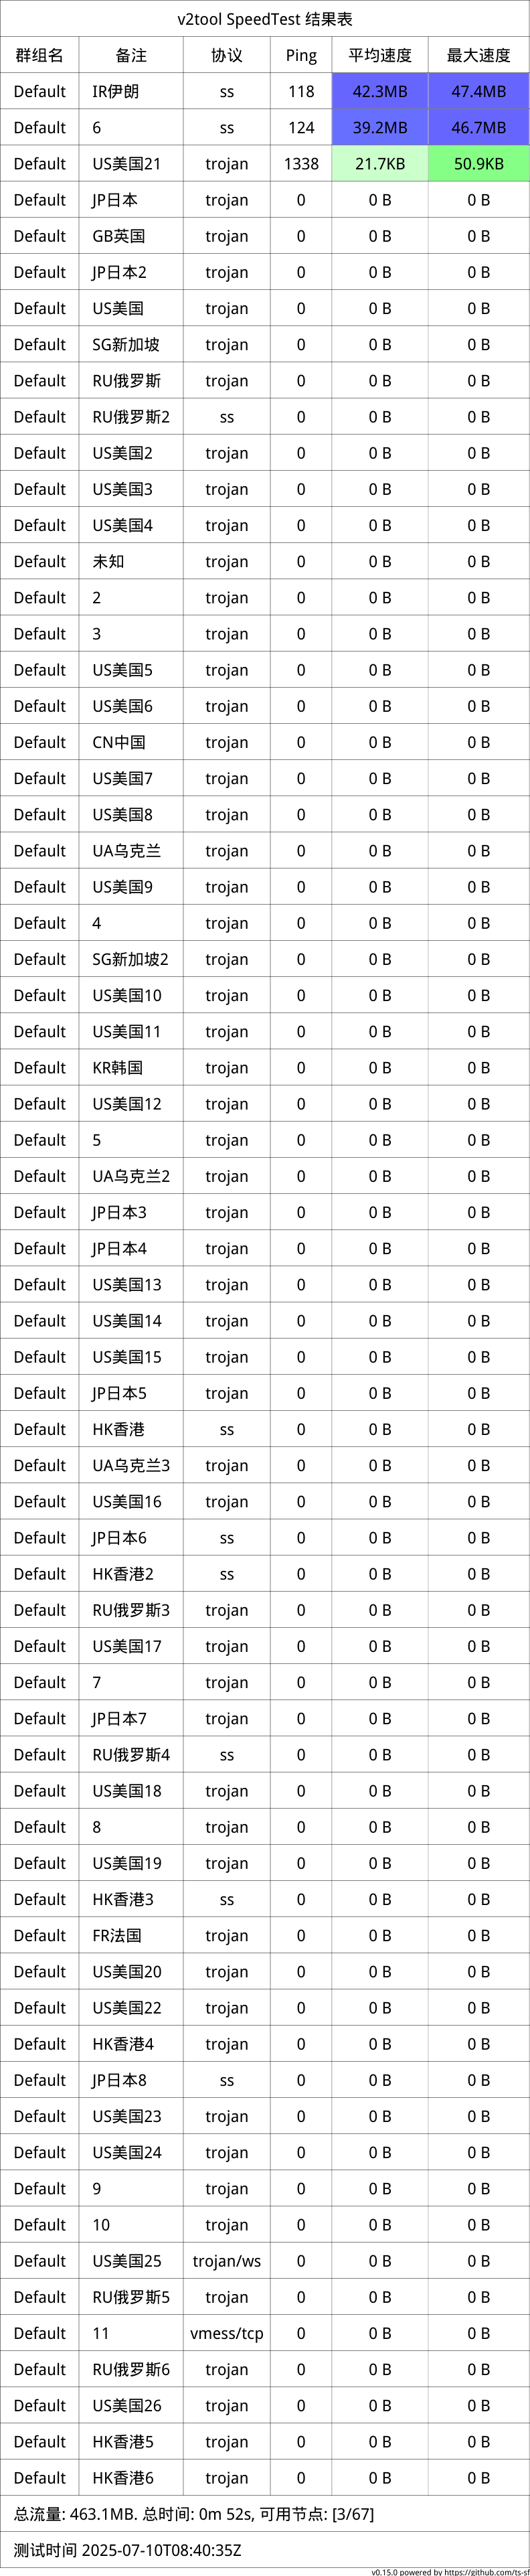 v2tool SpeedTest 结果表
群组名 备注 协议 Ping 平均速度 最大速度
Default IR伊朗 ss 118 42.3MB 47.4MB
Default 6 ss 124 39.2MB 46.7MB
Default US美国21 trojan 1338 21.7KB 50.9KB
Default JP日本 trojan 0 0 B 0 B
Default GB英国 trojan 0 0 B 0 B
Default JP日本2 trojan 0 0 B 0 B
Default US美国 trojan 0 0 B 0 B
Default SG新加坡 trojan 0 0 B 0 B
Default RU俄罗斯 trojan 0 0 B 0 B
Default RU俄罗斯2 ss 0 0 B 0 B
Default US美国2 trojan 0 0 B 0 B
Default US美国3 trojan 0 0 B 0 B
Default US美国4 trojan 0 0 B 0 B
Default 未知 trojan 0 0 B 0 B
Default 2 trojan 0 0 B 0 B
Default 3 trojan 0 0 B 0 B
Default US美国5 trojan 0 0 B 0 B
Default US美国6 trojan 0 0 B 0 B
Default CN中国 trojan 0 0 B 0 B
Default US美国7 trojan 0 0 B 0 B
Default US美国8 trojan 0 0 B 0 B
Default UA乌克兰 trojan 0 0 B 0 B
Default US美国9 trojan 0 0 B 0 B
Default 4 trojan 0 0 B 0 B
Default SG新加坡2 trojan 0 0 B 0 B
Default US美国10 trojan 0 0 B 0 B
Default US美国11 trojan 0 0 B 0 B
Default KR韩国 trojan 0 0 B 0 B
Default US美国12 trojan 0 0 B 0 B
Default 5 trojan 0 0 B 0 B
Default UA乌克兰2 trojan 0 0 B 0 B
Default JP日本3 trojan 0 0 B 0 B
Default JP日本4 trojan 0 0 B 0 B
Default US美国13 trojan 0 0 B 0 B
Default US美国14 trojan 0 0 B 0 B
Default US美国15 trojan 0 0 B 0 B
Default JP日本5 trojan 0 0 B 0 B
Default HK香港 ss 0 0 B 0 B
Default UA乌克兰3 trojan 0 0 B 0 B
Default US美国16 trojan 0 0 B 0 B
Default JP日本6 ss 0 0 B 0 B
Default HK香港2 ss 0 0 B 0 B
Default RU俄罗斯3 trojan 0 0 B 0 B
Default US美国17 trojan 0 0 B 0 B
Default 7 trojan 0 0 B 0 B
Default JP日本7 trojan 0 0 B 0 B
Default RU俄罗斯4 ss 0 0 B 0 B
Default US美国18 trojan 0 0 B 0 B
Default 8 trojan 0 0 B 0 B
Default US美国19 trojan 0 0 B 0 B
Default HK香港3 ss 0 0 B 0 B
Default FR法国 trojan 0 0 B 0 B
Default US美国20 trojan 0 0 B 0 B
Default US美国22 trojan 0 0 B 0 B
Default HK香港4 trojan 0 0 B 0 B
Default JP日本8 ss 0 0 B 0 B
Default US美国23 trojan 0 0 B 0 B
Default US美国24 trojan 0 0 B 0 B
Default 9 trojan 0 0 B 0 B
Default 10 trojan 0 0 B 0 B
Default US美国25 trojan/ws 0 0 B 0 B
Default RU俄罗斯5 trojan 0 0 B 0 B
Default 11 vmess/tcp 0 0 B 0 B
Default RU俄罗斯6 trojan 0 0 B 0 B
Default US美国26 trojan 0 0 B 0 B
Default HK香港5 trojan 0 0 B 0 B
Default HK香港6 trojan 0 0 B 0 B
总流量: 463.1MB. 总时间: 0m 52s, 可用节点: [3/67]
测试时间 2025-07-10T08:40:35Z
v0.15.0 powered by https://github.com/ts-sf